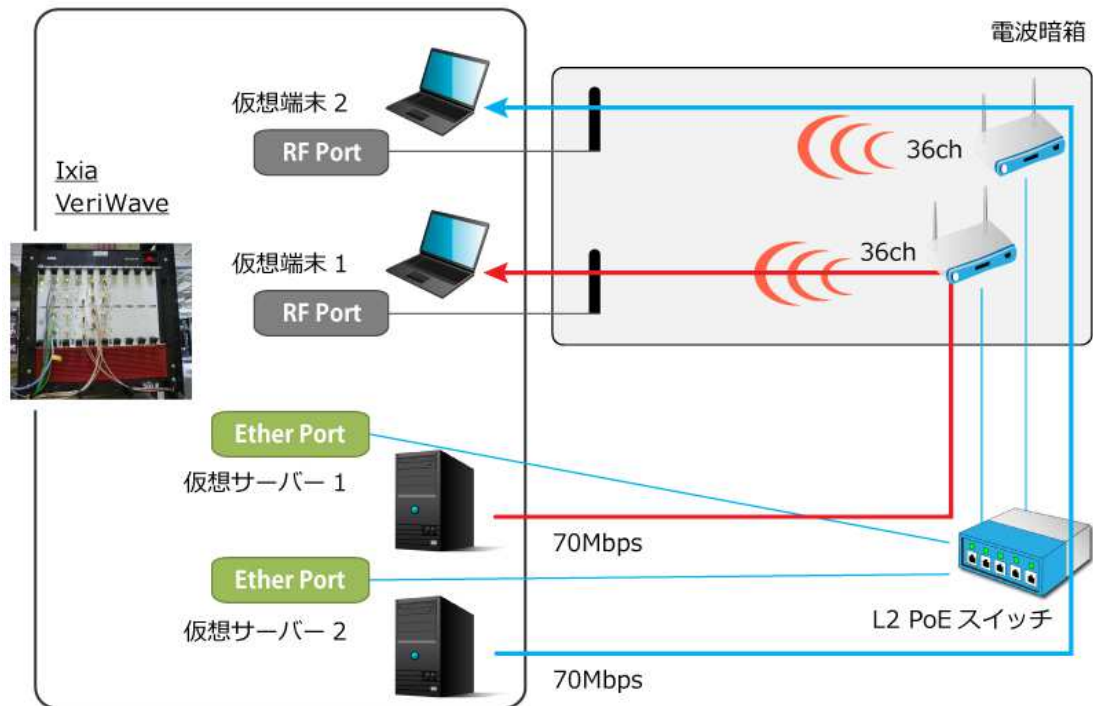 電波暗箱
仮想端末 2
RF Port
36ch
Ixia
VeriWave
仮想端末 1
RF Port
36ch
Ether Port
仮想サーバー 1
70Mbps
Ether Port
仮想サーバー 2
L2 PoE スイッチ
70Mbps